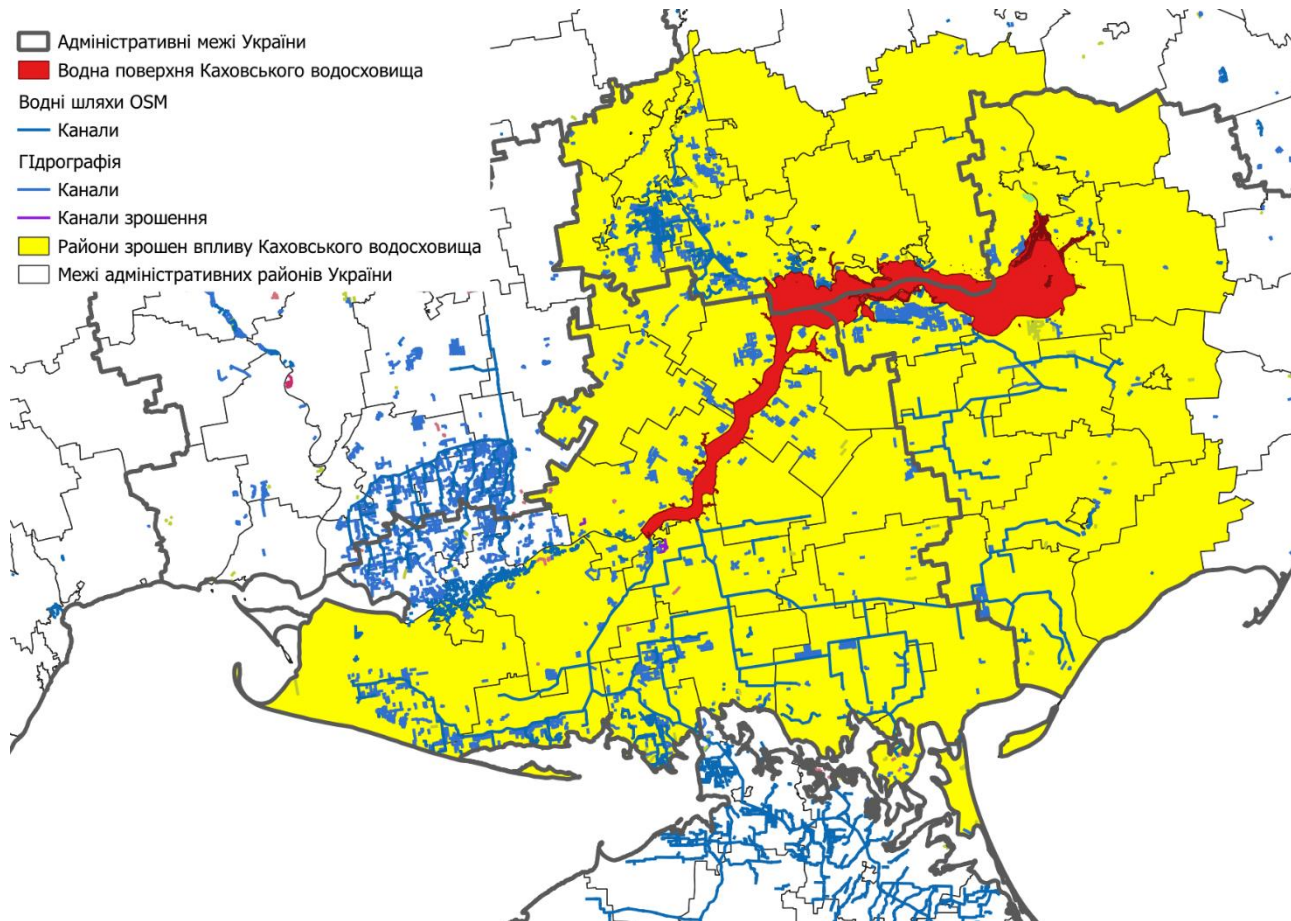 Адміністративні межі України
Водна поверхня Каховського водосховища
Водні шляхи OSM
Канали
ГІдрографія
Канали
Канали зрошення
Райони зрошен впливу Каховського водосховища
Межі адміністративних районів України